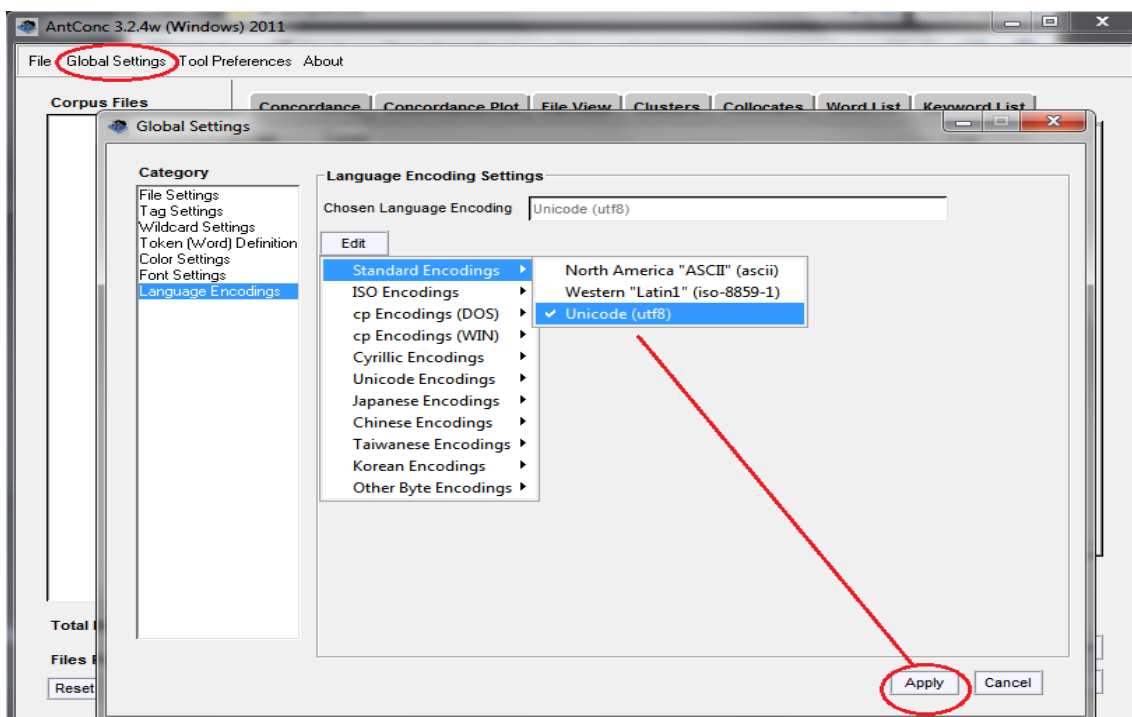 AntConc 3.2.4w (Windows) 2011
File Global Settings Tool Preferences About
Corpus Files
Concordance Concordance Plot File View Clusters Collocates Word List Keyword List
Global Settings
Category
File Settings
Tag Settings
Wildcard Settings
Token (Word) Definition
Color Settings
Font Settings
Language Encodings
Language Encoding Settings
Chosen Language Encoding Unicode (utf8)
Edit
Standard Encodings
ISO Encodings
cp Encodings (DOS)
cp Encodings (WIN)
Cyrillic Encodings
Unicode Encodings
Japanese Encodings
Chinese Encodings
Taiwanese Encodings
Korean Encodings
Other Byte Encodings
North America "ASCII" (ascii)
Western "Latin1" (iso-8859-1)
Unicode (utf8)
Total
Files
Reset
Apply Cancel